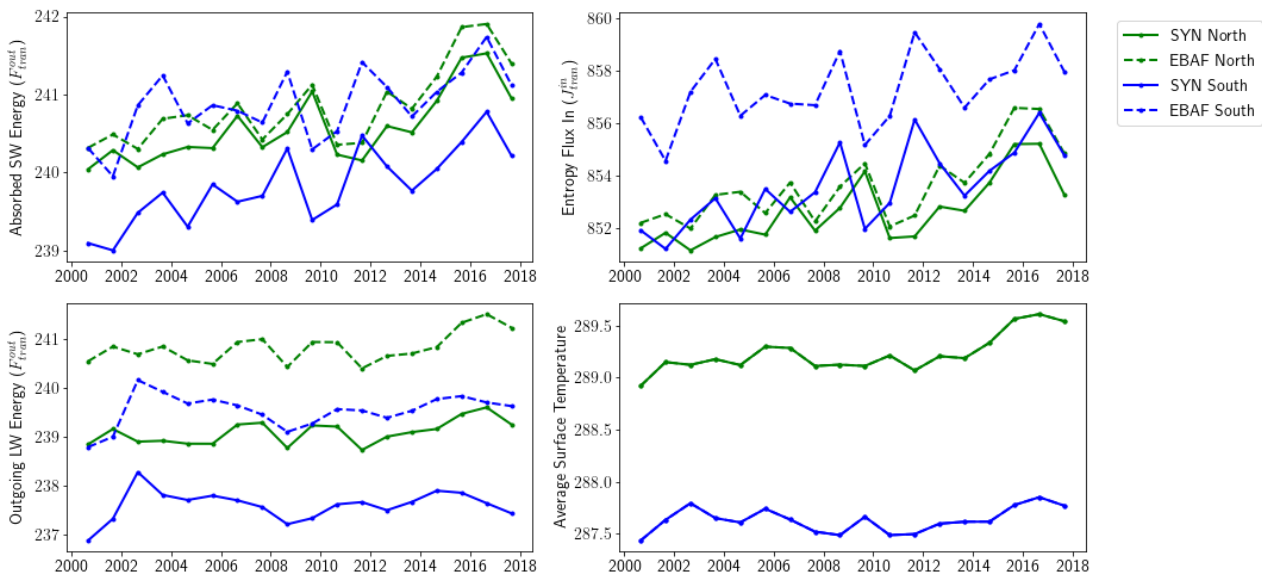 Absorbed SW Energy ($F_{tran}^{out}$)
242
241
240
239
2000 2002 2004 2006 2008 2010 2012 2014 2016 2018
Entropy Flux In ($J_{tran}^{in}$)
860
858
856
854
852
2000 2002 2004 2006 2008 2010 2012 2014 2016 2018
SYN North
EBAF North
SYN South
EBAF South
Outgoing LW Energy ($F_{tran}^{out}$)
241
240
239
238
237
2000 2002 2004 2006 2008 2010 2012 2014 2016 2018
Average Surface Temperature
289.5
289.0
288.5
288.0
287.5
2000 2002 2004 2006 2008 2010 2012 2014 2016 2018